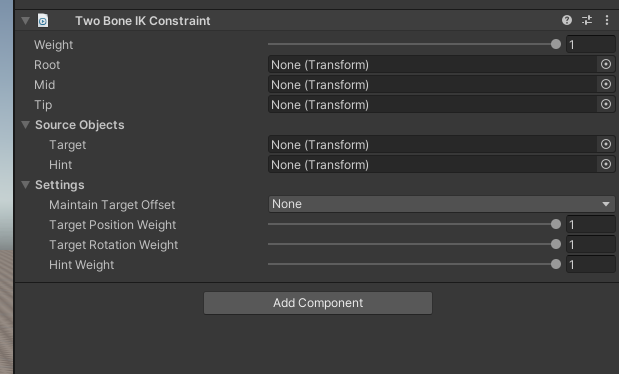 Two Bone IK Constraint
Weight 1
Root None (Transform)
Mid None (Transform)
Tip None (Transform)
Source Objects
Target None (Transform)
Hint None (Transform)
Settings
Maintain Target Offset None
Target Position Weight 1
Target Rotation Weight 1
Hint Weight 1
Add Component